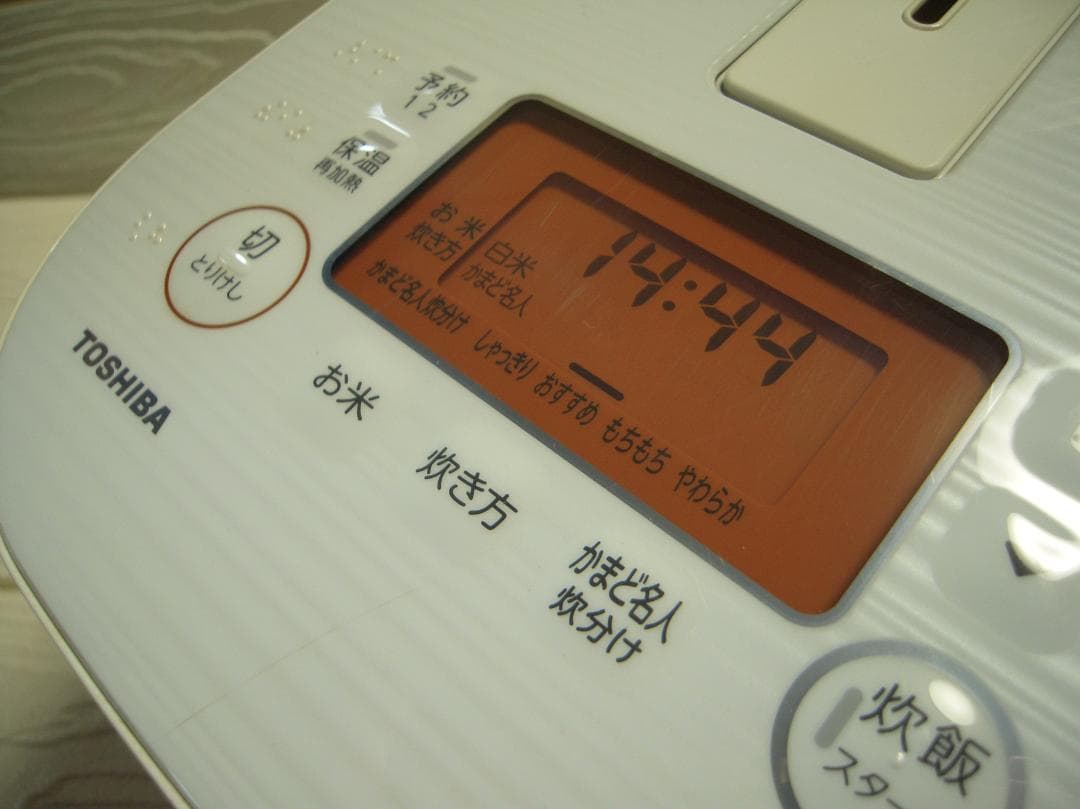 予約
1 2
保温
再加熱
切
とりけし
TOSHIBA
お米 白米
炊き方 かまど名人
14:44
かまど名人炊分け しゃっきり おすすめ もちもち やわらか
お米
炊き方
かまど名人
炊分け
炊飯
スター